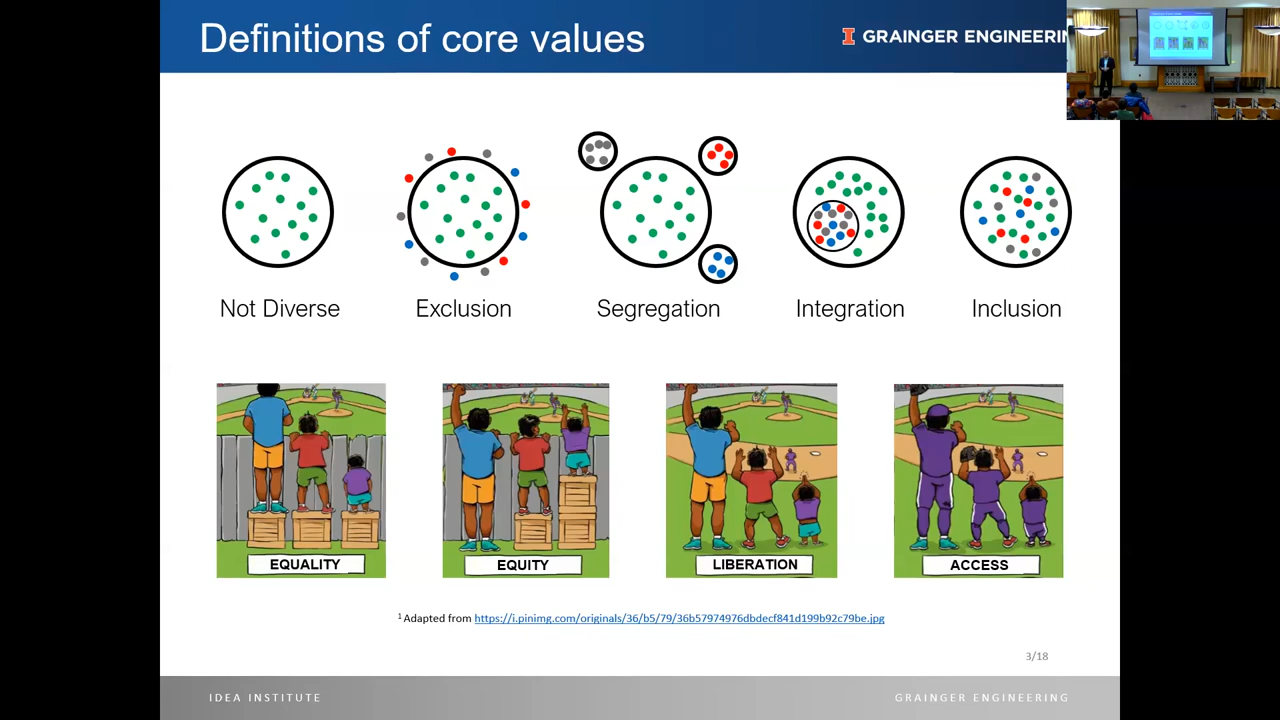 Definitions of core values
I GRAINGER ENGINEERIN
Not Diverse
Exclusion
Segregation
Integration
Inclusion
EQUALITY
EQUITY
LIBERATION
ACCESS
1 Adapted from https://i.pinimg.com/originals/36/b5/79/36b57974976dbdecf841d199b92c79be.jpg
3/18
IDEA INSTITUTE
GRAINGER ENGINEERING